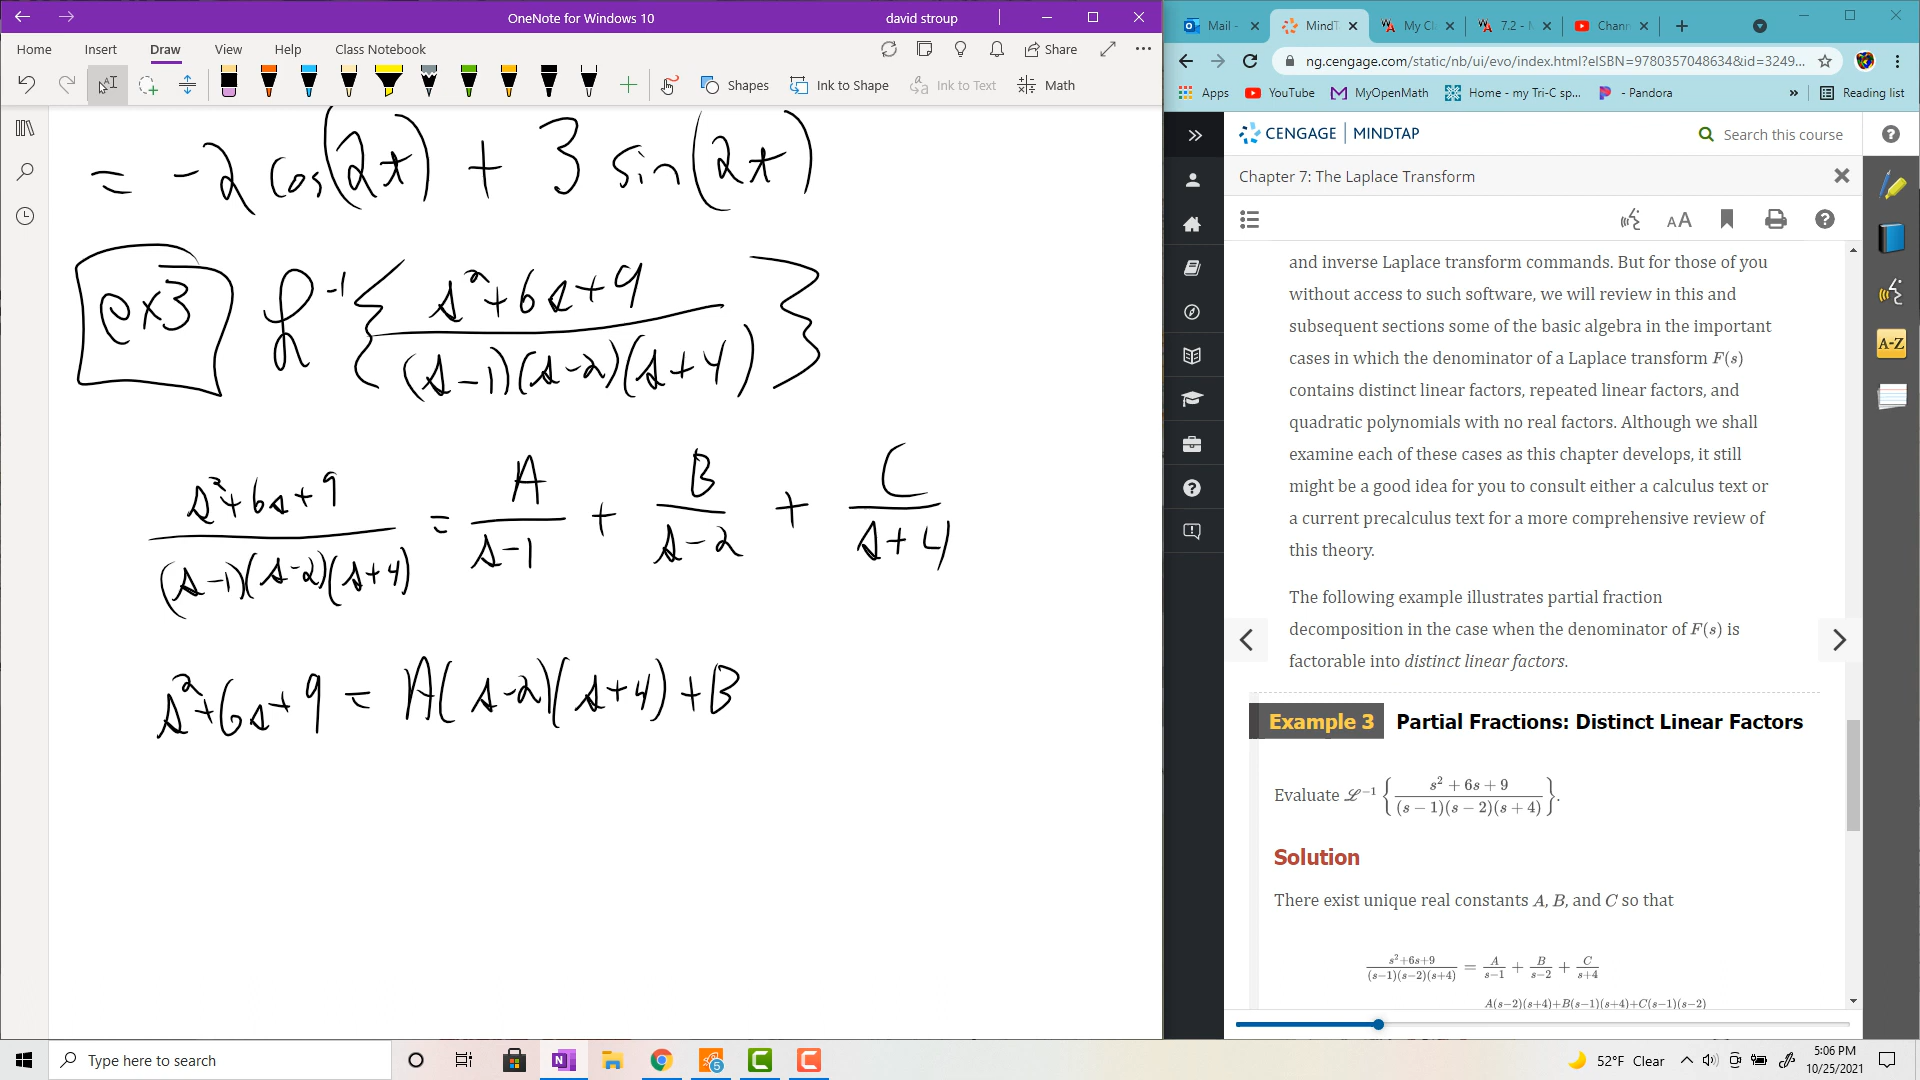 OneNote for Windows 10
david stroup
Home Insert Draw View Help Class Notebook
Share
Shapes Ink to Shape Ink to Text Math
= -2 cos(2t) + 3 sin(2t)
ex3 ℒ⁻¹{ (s²+6s+9) / ((s-1)(s-2)(s+4)) }
(s²+6s+9) / ((s-1)(s-2)(s+4)) = A/(s-1) + B/(s-2) + C/(s+4)
s²+6s+9 = A(s-2)(s+4)+B
Mail - MindT My Cl 7.2 - Chann
ng.cengage.com/static/nb/ui/evo/index.html?eISBN=9780357048634&id=3249...
Apps YouTube MyOpenMath Home - my Tri-C sp... - Pandora » Reading list
CENGAGE | MINDTAP
Search this course
Chapter 7: The Laplace Transform
AA
A-Z
and inverse Laplace transform commands. But for those of you
without access to such software, we will review in this and
subsequent sections some of the basic algebra in the important
cases in which the denominator of a Laplace transform F(s)
contains distinct linear factors, repeated linear factors, and
quadratic polynomials with no real factors. Although we shall
examine each of these cases as this chapter develops, it still
might be a good idea for you to consult either a calculus text or
a current precalculus text for a more comprehensive review of
this theory.
The following example illustrates partial fraction
decomposition in the case when the denominator of F(s) is
factorable into distinct linear factors.
Example 3 Partial Fractions: Distinct Linear Factors
Evaluate ℒ⁻¹ { (s² + 6s + 9) / ((s − 1)(s − 2)(s + 4)) }.
Solution
There exist unique real constants A, B, and C so that
(s²+6s+9) / ((s−1)(s−2)(s+4)) = A/(s−1) + B/(s−2) + C/(s+4)
A(s−2)(s+4)+B(s−1)(s+4)+C(s−1)(s−2)
Type here to search
52°F Clear
5:06 PM
10/25/2021